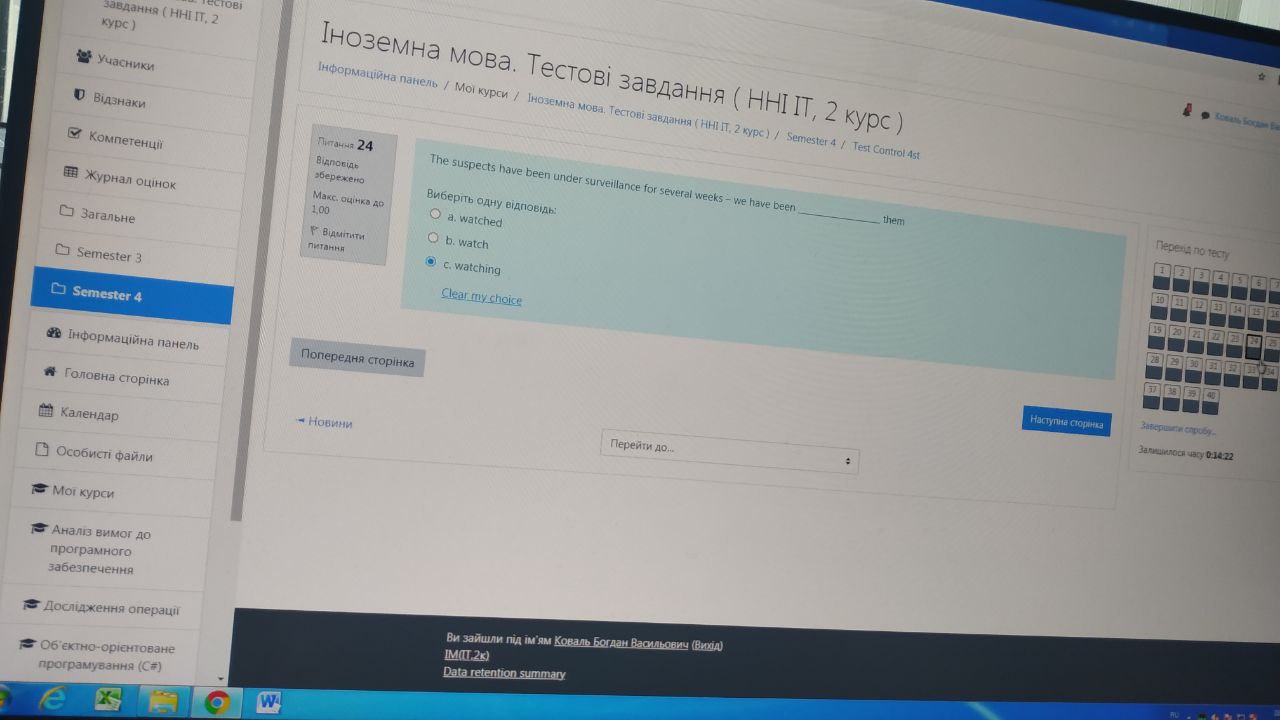 завдання ( ННІ ІТ, 2
курс )
Учасники
Відзнаки
Компетенції
Журнал оцінок
Загальне
Semester 3
Semester 4
Інформаційна панель
Головна сторінка
Календар
Особисті файли
Мої курси
Аналіз вимог до
програмного
забезпечення
Дослідження операції
Об'єктно-орієнтоване
програмування (C#)
Іноземна мова. Тестові завдання ( ННІ ІТ, 2 курс )
Інформаційна панель / Мої курси / Іноземна мова. Тестові завдання ( ННІ ІТ, 2 курс ) / Semester 4 / Test Control 4st
Коваль Богдан
Питання 24
Відповідь
збережено
Макс. оцінка до
1,00
Відмітити
питання
The suspects have been under surveillance for several weeks – we have been _______________ them
Виберіть одну відповідь:
a. watched
b. watch
c. watching
Clear my choice
Попередня сторінка
Наступна сторінка
◄ Новини
Перейти до...
Перехід по тесту
1 2 3 4 5 6 7
10 11 12 13 14 15 16
19 20 21 22 23 24 25
28 29 30 31 32 33 34
37 38 39 40
Завершити спробу...
Залишилося часу 0:14:22
Ви зайшли під ім'ям Коваль Богдан Васильович (Вихід)
ІМ(ІТ,2к)
Data retention summary
RU